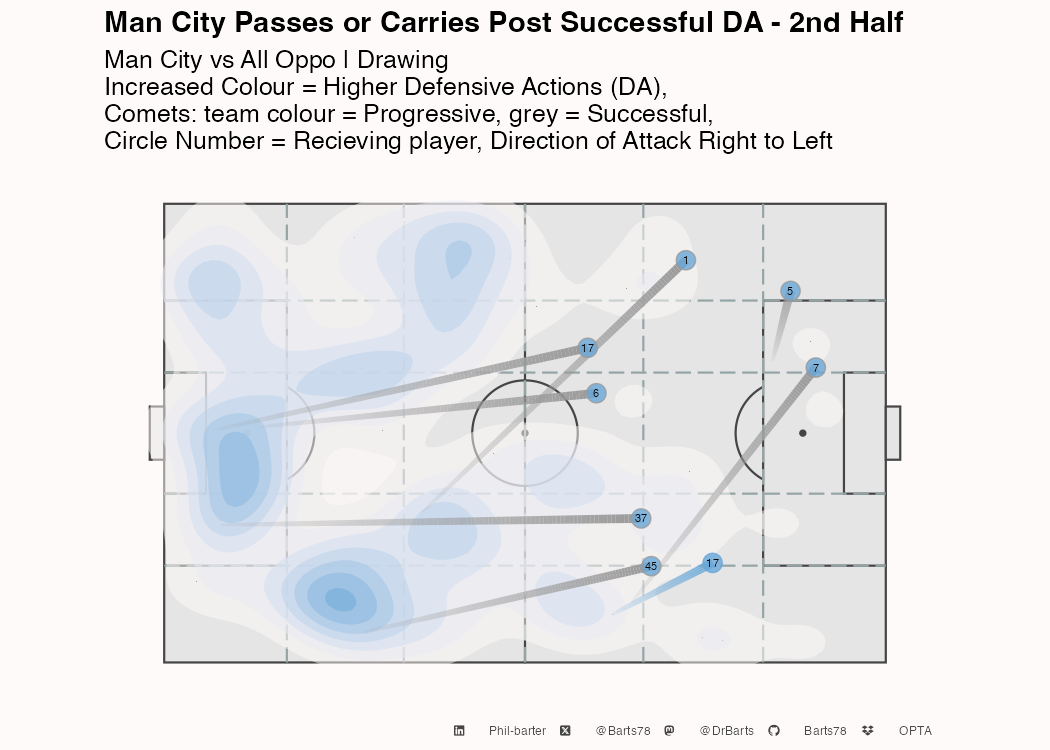 Man City Passes or Carries Post Successful DA - 2nd Half
Man City vs All Oppo | Drawing
Increased Colour = Higher Defensive Actions (DA),
Comets: team colour = Progressive, grey = Successful,
Circle Number = Recieving player, Direction of Attack Right to Left
1
5
17
7
6
37
45
17
Phil-barter @Barts78 @DrBarts Barts78 OPTA